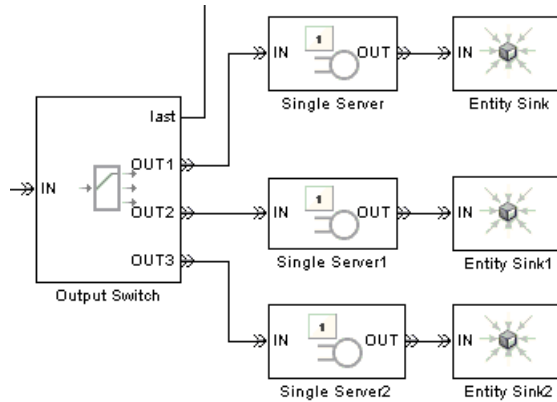 1
IN OUT
Single Server
IN
Entity Sink
last
OUT1
IN
OUT2
OUT3
Output Switch
1
IN OUT
Single Server1
IN
Entity Sink1
1
IN OUT
Single Server2
IN
Entity Sink2